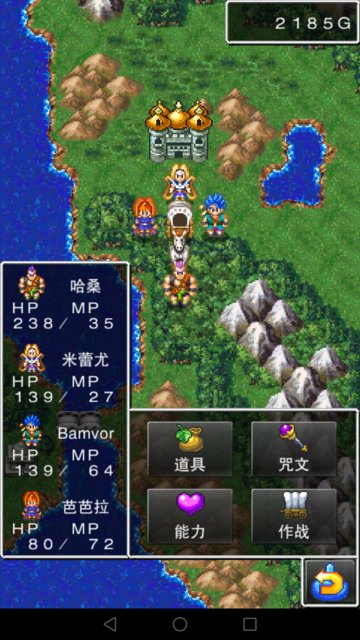 2185G
哈桑
HP MP
238/ 35
米蕾尤
HP MP
139/ 27
Bamvor
HP MP
139/ 64
芭芭拉
HP MP
80/ 72
道具 咒文
能力 作战